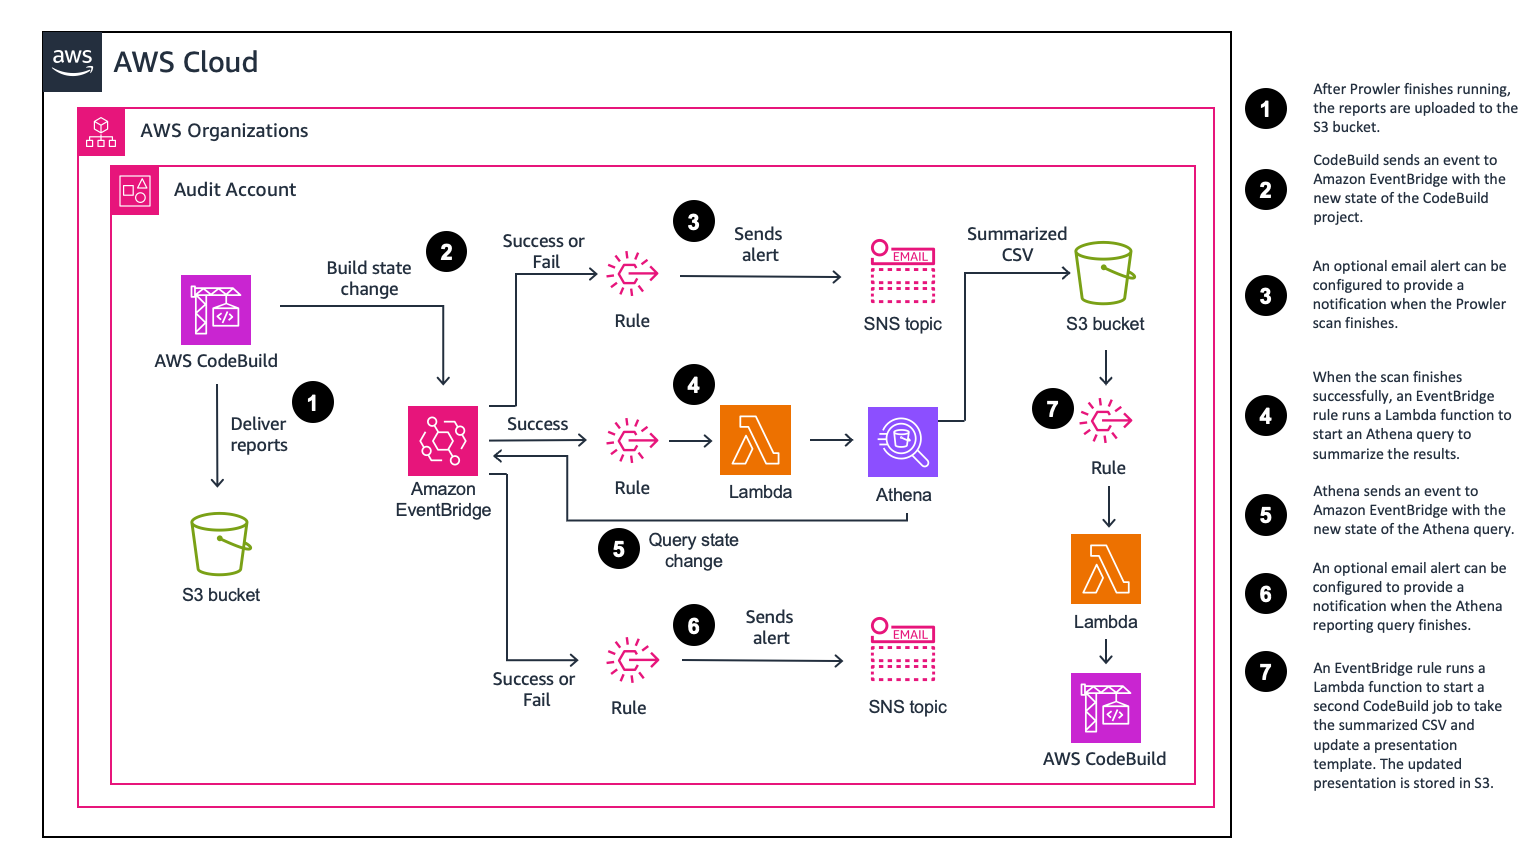 aws
AWS Cloud
AWS Organizations
Audit Account
2
Build state
change
AWS CodeBuild
1
Deliver
reports
S3 bucket
Success or
Fail
Rule
3
Sends
alert
EMAIL
SNS topic
Summarized
CSV
S3 bucket
Amazon
EventBridge
Success
Rule
4
Lambda
Athena
5
Query state
change
Success or
Fail
Rule
6
Sends
alert
EMAIL
SNS topic
7
Rule
Lambda
AWS CodeBuild
1
After Prowler finishes running,
the reports are uploaded to the
S3 bucket.
2
CodeBuild sends an event to
Amazon EventBridge with the
new state of the CodeBuild
project.
3
An optional email alert can be
configured to provide a
notification when the Prowler
scan finishes.
4
When the scan finishes
successfully, an EventBridge
rule runs a Lambda function to
start an Athena query to
summarize the results.
5
Athena sends an event to
Amazon EventBridge with the
new state of the Athena query.
6
An optional email alert can be
configured to provide a
notification when the Athena
reporting query finishes.
7
An EventBridge rule runs a
Lambda function to start a
second CodeBuild job to take
the summarized CSV and
update a presentation
template. The updated
presentation is stored in S3.